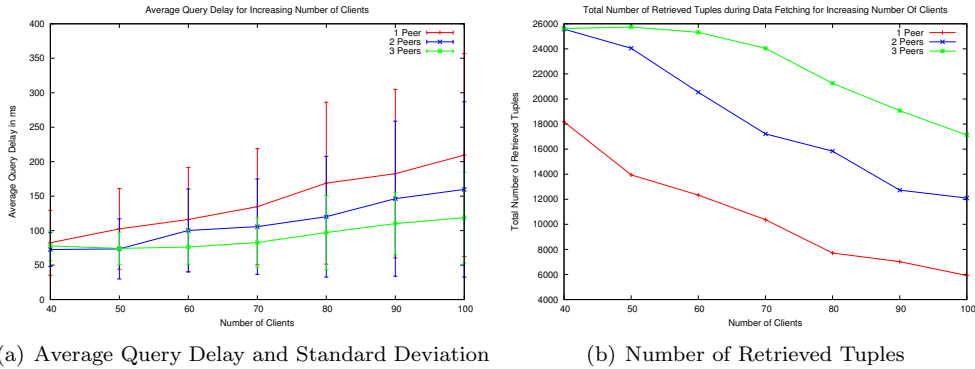 Average Query Delay for Increasing Number of Clients
400
350
300
250
200
150
100
50
0
Average Query Delay in ms
1 Peer
2 Peers
3 Peers
40 50 60 70 80 90 100
Number of Clients
(a) Average Query Delay and Standard Deviation
Total Number of Retrieved Tuples during Data Fetching for Increasing Number Of Clients
26000
24000
22000
20000
18000
16000
14000
12000
10000
8000
6000
4000
Total Number of Retrieved Tuples
1 Peer
2 Peers
3 Peers
40 50 60 70 80 90 100
Number of Clients
(b) Number of Retrieved Tuples